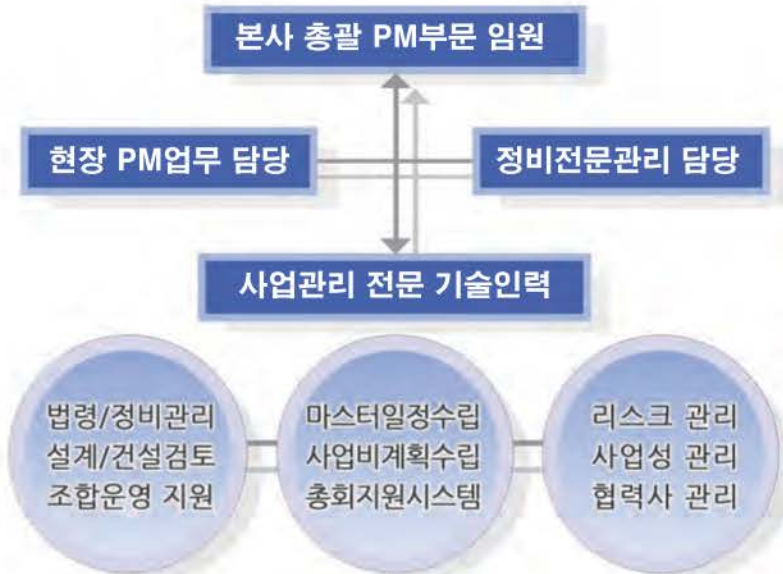 본사 총괄 PM부문 임원
현장 PM업무 담당
정비전문관리 담당
사업관리 전문 기술인력
법령/정비관리
설계/건설검토
조합운영 지원
마스터일정수립
사업비계획수립
총회지원시스템
리스크 관리
사업성 관리
협력사 관리